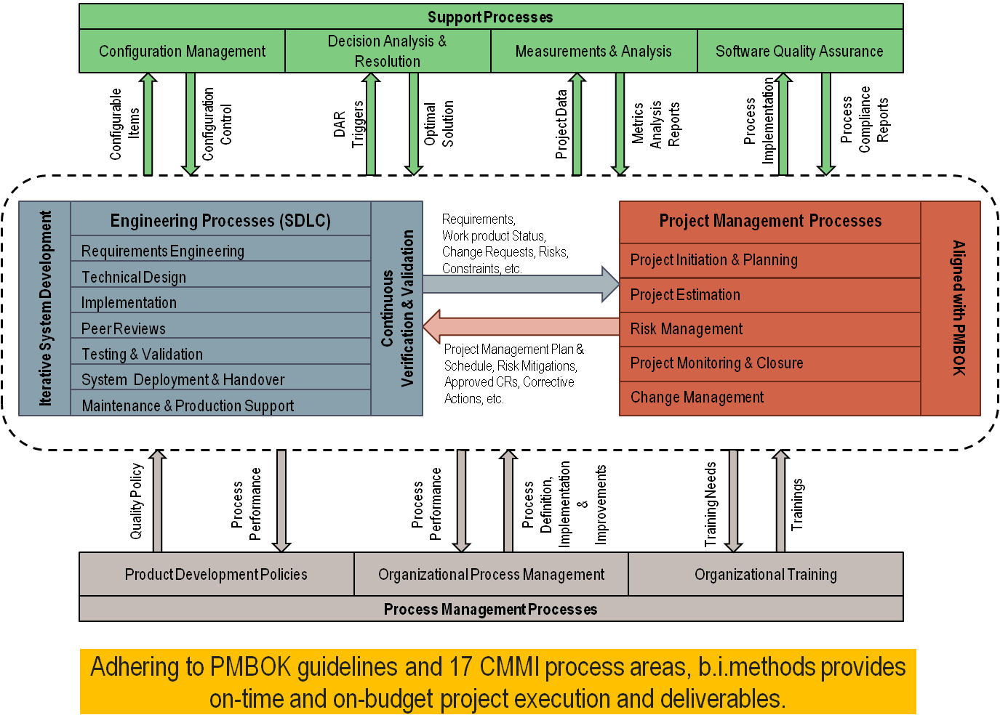 Support Processes
Configuration Management
Decision Analysis &
Resolution
Measurements & Analysis
Software Quality Assurance
Configurable
Items
Configuration
Control
DAR
Triggers
Optimal
Solution
Project Data
Metrics
Analysis
Reports
Process
Implementation
Process
Compliance
Reports
Iterative System Development
Engineering Processes (SDLC)
Requirements Engineering
Technical Design
Implementation
Peer Reviews
Testing & Validation
System Deployment & Handover
Maintenance & Production Support
Continuous
Verification & Validation
Requirements,
Work product Status,
Change Requests, Risks,
Constraints, etc.
Project Management Plan &
Schedule, Risk Mitigations,
Approved CRs, Corrective
Actions, etc.
Project Management Processes
Project Initiation & Planning
Project Estimation
Risk Management
Project Monitoring & Closure
Change Management
Aligned with PMBOK
Quality Policy
Process
Performance
Process
Performance
Process
Definition,
Implementation
&
Improvements
Training Needs
Trainings
Product Development Policies
Organizational Process Management
Organizational Training
Process Management Processes
Adhering to PMBOK guidelines and 17 CMMI process areas, b.i.methods provides
on-time and on-budget project execution and deliverables.